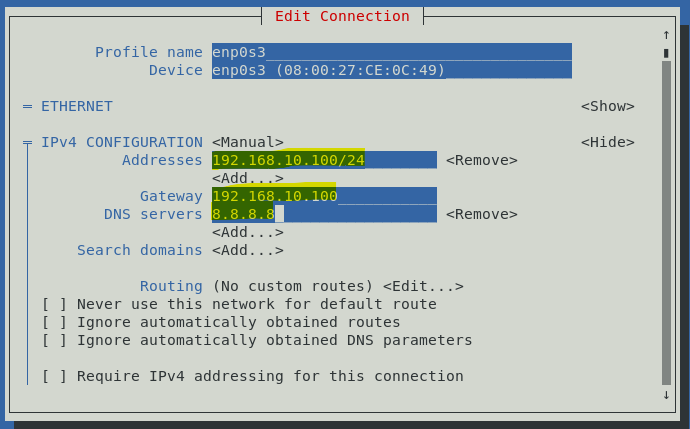 Edit Connection
Profile name enp0s3
Device enp0s3 (08:00:27:CE:0C:49)
= ETHERNET <Show>
= IPv4 CONFIGURATION <Manual> <Hide>
Addresses 192.168.10.100/24 <Remove>
<Add...>
Gateway 192.168.10.100
DNS servers 8.8.8.8 <Remove>
<Add...>
Search domains <Add...>
Routing (No custom routes) <Edit...>
[ ] Never use this network for default route
[ ] Ignore automatically obtained routes
[ ] Ignore automatically obtained DNS parameters
[ ] Require IPv4 addressing for this connection